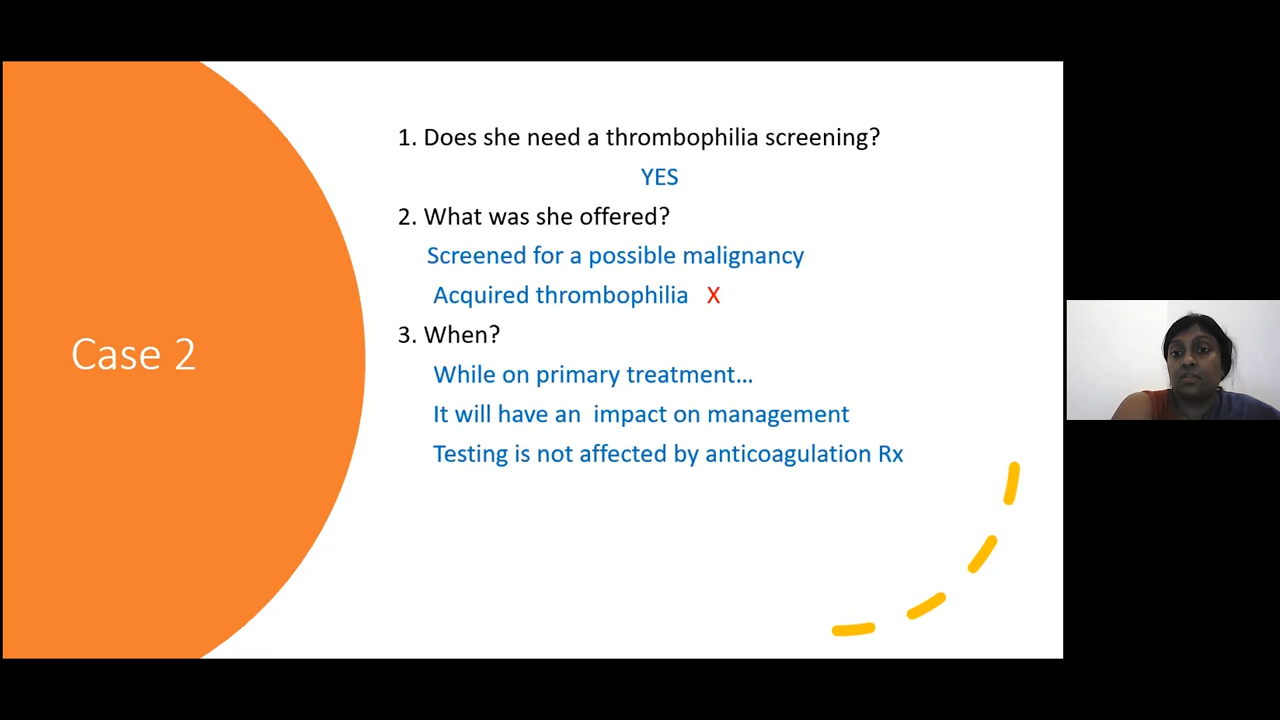 Case 2
1. Does she need a thrombophilia screening?
YES
2. What was she offered?
Screened for a possible malignancy
Acquired thrombophilia X
3. When?
While on primary treatment...
It will have an impact on management
Testing is not affected by anticoagulation Rx